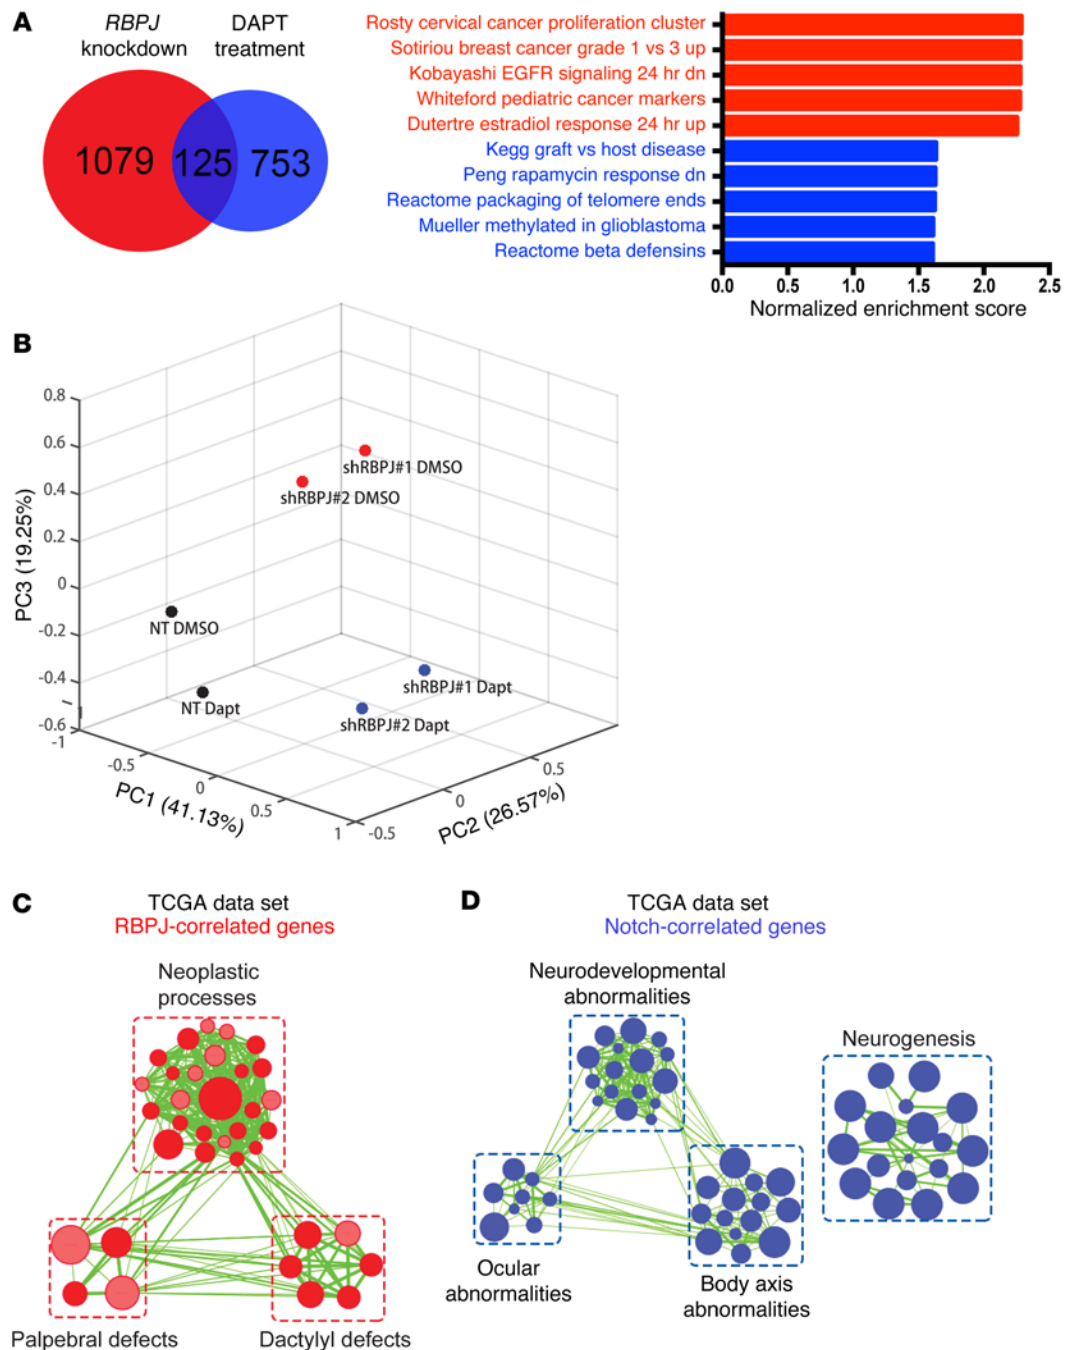 A
RBPJ
knockdown
DAPT
treatment
1079
125
753
Rosty cervical cancer proliferation cluster
Sotiriou breast cancer grade 1 vs 3 up
Kobayashi EGFR signaling 24 hr dn
Whiteford pediatric cancer markers
Dutertre estradiol response 24 hr up
Kegg graft vs host disease
Peng rapamycin response dn
Reactome packaging of telomere ends
Mueller methylated in glioblastoma
Reactome beta defensins
0.0 0.5 1.0 1.5 2.0 2.5
Normalized enrichment score
B
0.8
0.6
0.4
0.2
0
-0.2
-0.4
-0.6
PC3 (19.25%)
shRBPJ#1 DMSO
shRBPJ#2 DMSO
NT DMSO
NT Dapt
shRBPJ#1 Dapt
shRBPJ#2 Dapt
-1
-0.5
0
0.5
1
PC1 (41.13%)
-0.5
0
0.5
PC2 (26.57%)
C
TCGA data set
RBPJ-correlated genes
Neoplastic
processes
Palpebral defects
Dactylyl defects
D
TCGA data set
Notch-correlated genes
Neurodevelopmental
abnormalities
Neurogenesis
Ocular
abnormalities
Body axis
abnormalities